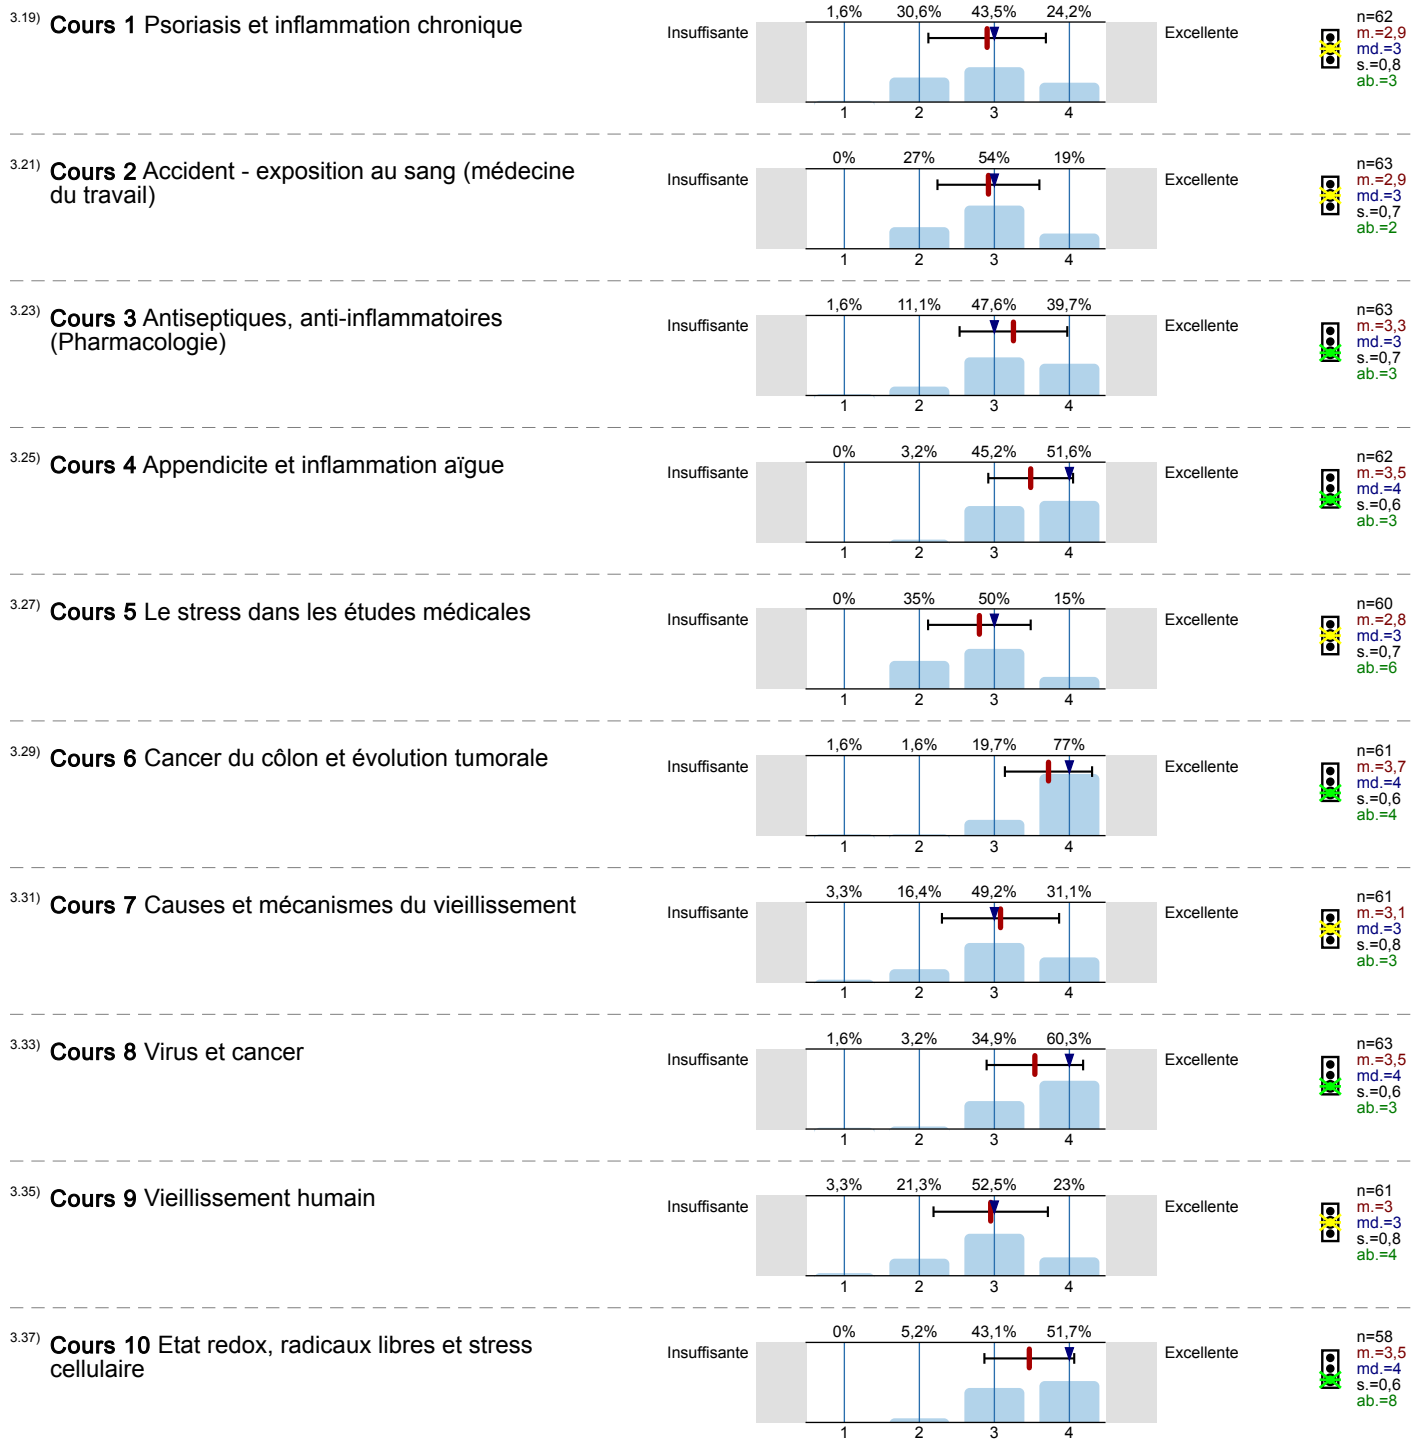 3.19) Cours 1 Psoriasis et inflammation chronique
Insuffisante
1,6% 30,6% 43,5% 24,2%
1 2 3 4
Excellente
n=62
m.=2,9
md.=3
s.=0,8
ab.=3
3.21) Cours 2 Accident - exposition au sang (médecine
du travail)
Insuffisante
0% 27% 54% 19%
1 2 3 4
Excellente
n=63
m.=2,9
md.=3
s.=0,7
ab.=2
3.23) Cours 3 Antiseptiques, anti-inflammatoires
(Pharmacologie)
Insuffisante
1,6% 11,1% 47,6% 39,7%
1 2 3 4
Excellente
n=63
m.=3,3
md.=3
s.=0,7
ab.=3
3.25) Cours 4 Appendicite et inflammation aïgue
Insuffisante
0% 3,2% 45,2% 51,6%
1 2 3 4
Excellente
n=62
m.=3,5
md.=4
s.=0,6
ab.=3
3.27) Cours 5 Le stress dans les études médicales
Insuffisante
0% 35% 50% 15%
1 2 3 4
Excellente
n=60
m.=2,8
md.=3
s.=0,7
ab.=6
3.29) Cours 6 Cancer du côlon et évolution tumorale
Insuffisante
1,6% 1,6% 19,7% 77%
1 2 3 4
Excellente
n=61
m.=3,7
md.=4
s.=0,6
ab.=4
3.31) Cours 7 Causes et mécanismes du vieillissement
Insuffisante
3,3% 16,4% 49,2% 31,1%
1 2 3 4
Excellente
n=61
m.=3,1
md.=3
s.=0,8
ab.=3
3.33) Cours 8 Virus et cancer
Insuffisante
1,6% 3,2% 34,9% 60,3%
1 2 3 4
Excellente
n=63
m.=3,5
md.=4
s.=0,6
ab.=3
3.35) Cours 9 Vieillissement humain
Insuffisante
3,3% 21,3% 52,5% 23%
1 2 3 4
Excellente
n=61
m.=3
md.=3
s.=0,8
ab.=4
3.37) Cours 10 Etat redox, radicaux libres et stress
cellulaire
Insuffisante
0% 5,2% 43,1% 51,7%
1 2 3 4
Excellente
n=58
m.=3,5
md.=4
s.=0,6
ab.=8